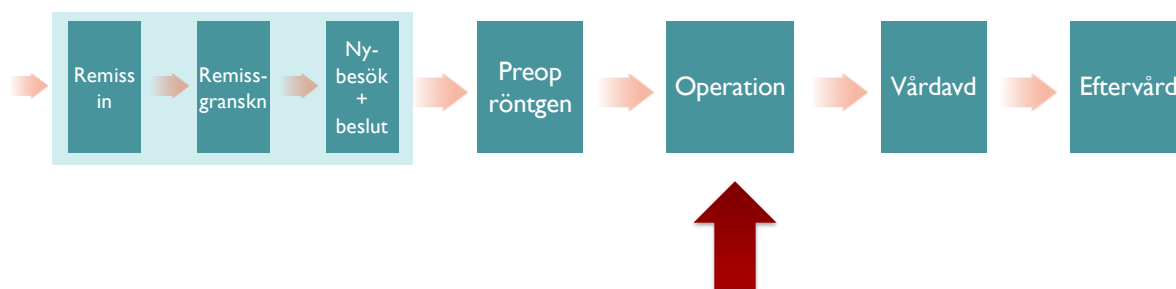 Remiss
in
Remiss-
granskn
Ny-
besök
+
beslut
Preop
röntgen
Operation
Vårdavd
Eftervård